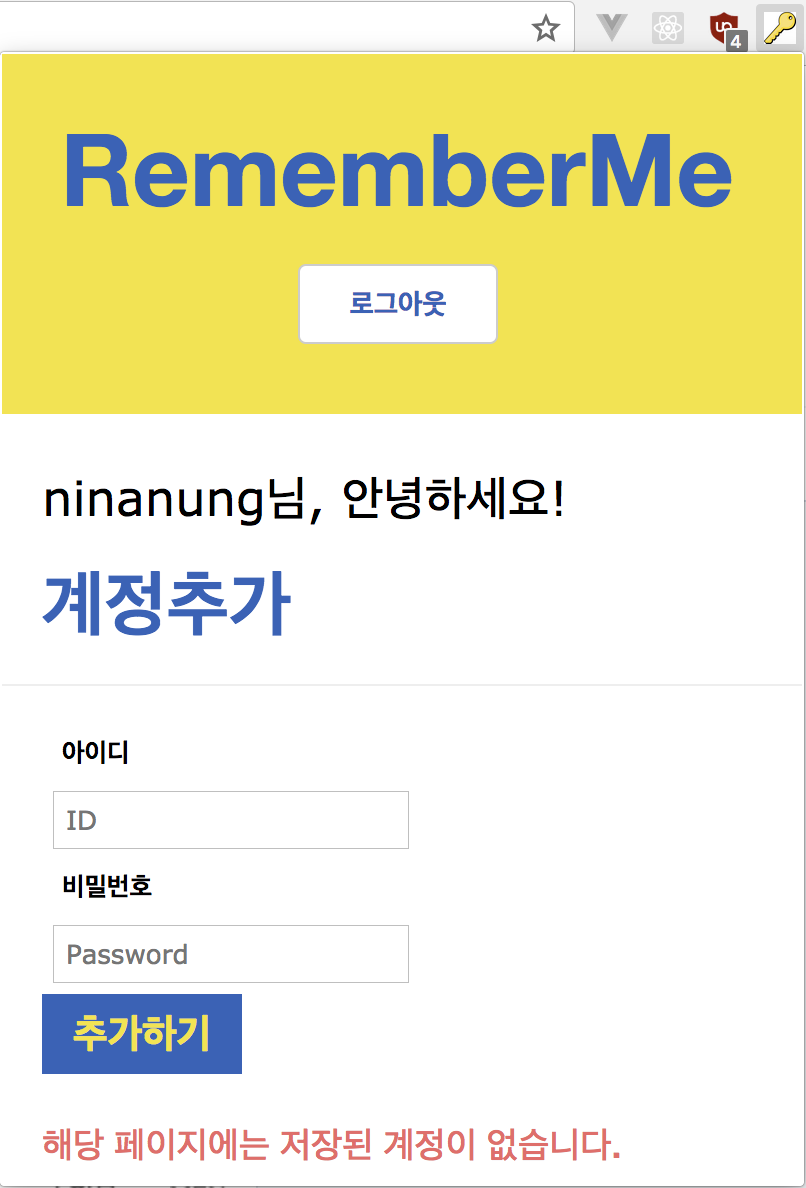 4
RememberMe
로그아웃
ninanung님, 안녕하세요!
계정추가
아이디
ID
비밀번호
Password
추가하기
해당 페이지에는 저장된 계정이 없습니다.